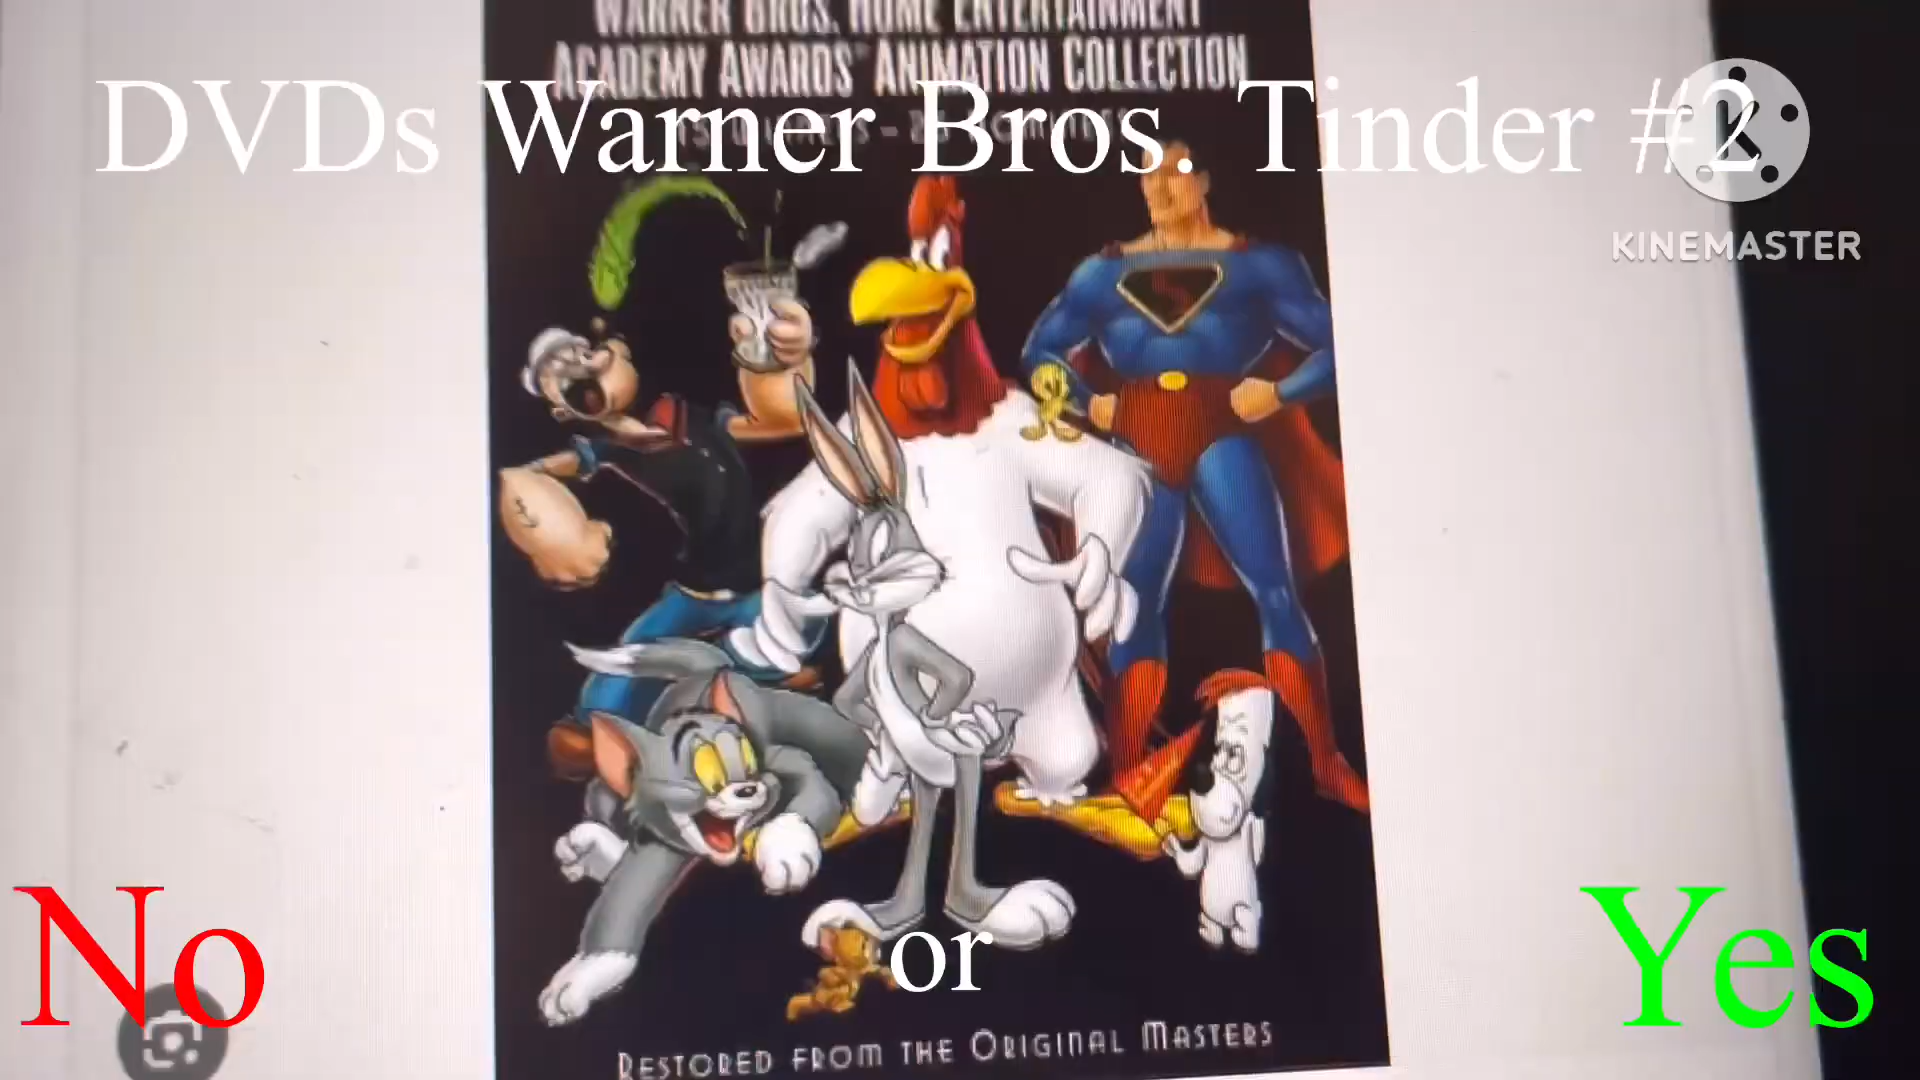 WARNER BROS. HOME ENTERTAINMENT
ACADEMY AWARDS ANIMATION COLLECTION
DVDs Warner Bros. Tinder #2
KINEMASTER
No
or
Yes
RESTORED FROM THE ORIGINAL MASTERS